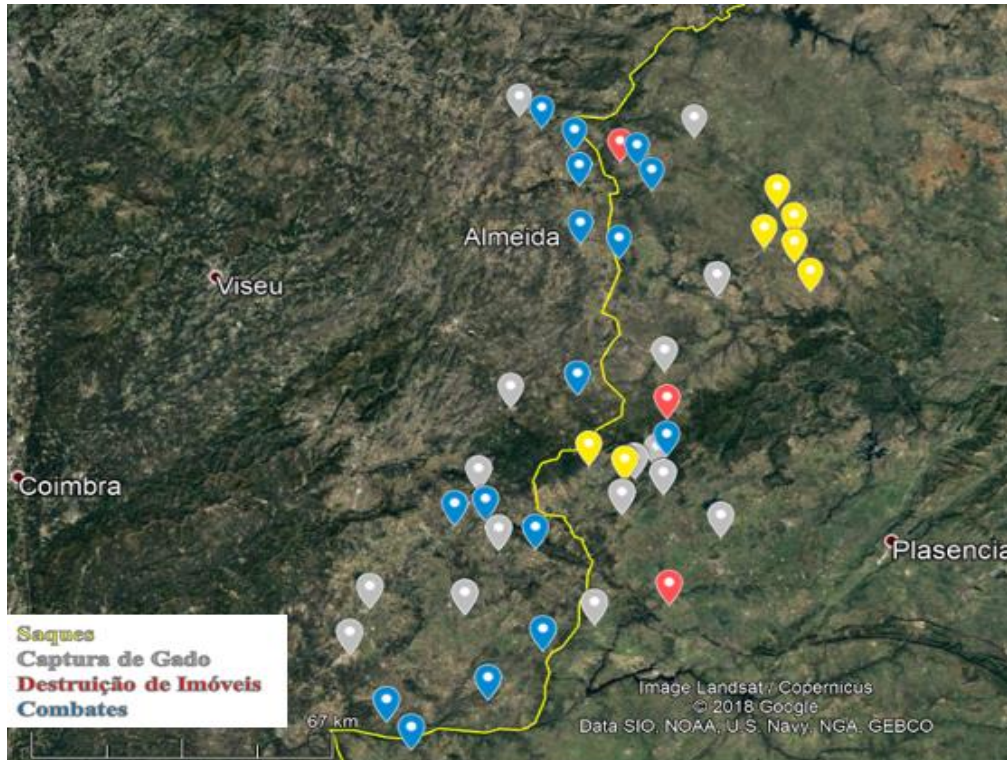 Almeida
Viseu
Coimbra
Plasencia
Saques
Captura de Gado
Destruição de Imóveis
Combates
67 km
Image Landsat / Copernicus
© 2018 Google
Data SIO, NOAA, U.S. Navy, NGA, GEBCO